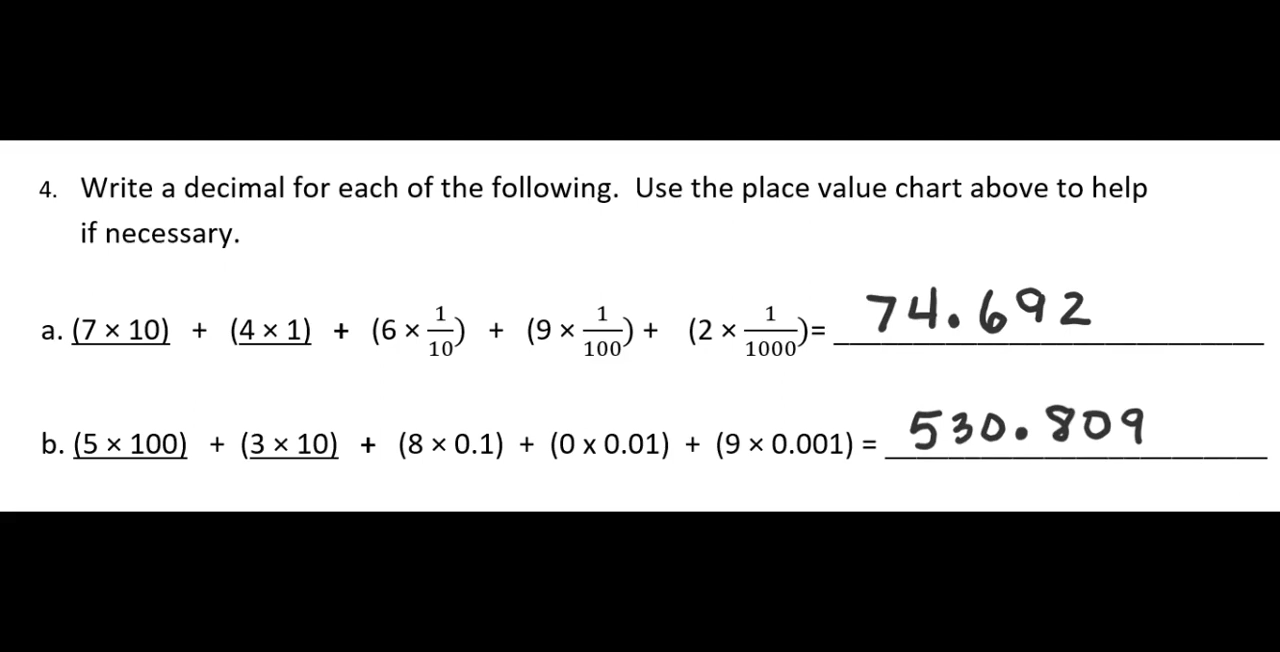 4. Write a decimal for each of the following. Use the place value chart above to help
if necessary.
a. (7 × 10) + (4 × 1) + (6 × 1/10) + (9 × 1/100) + (2 × 1/1000)= 74.692
b. (5 × 100) + (3 × 10) + (8 × 0.1) + (0 x 0.01) + (9 × 0.001) = 530.809